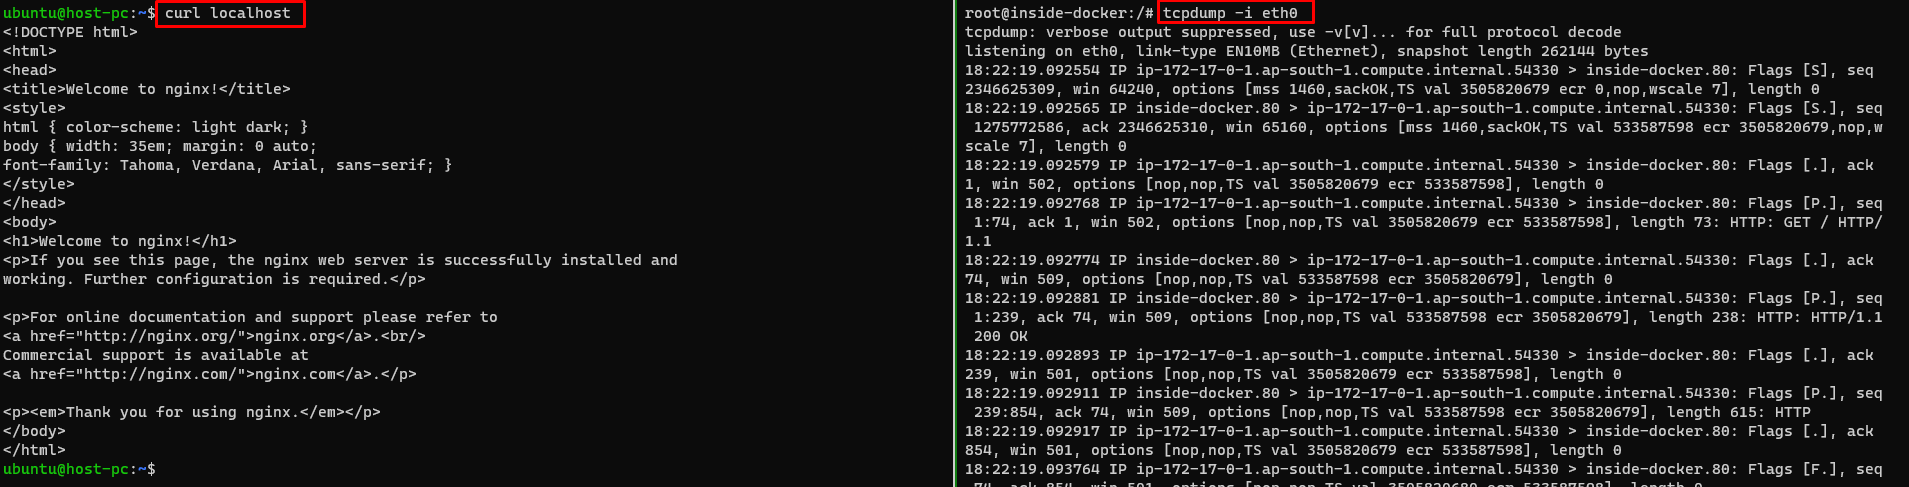 ubuntu@host-pc:~$ curl localhost
<!DOCTYPE html>
<html>
<head>
<title>Welcome to nginx!</title>
<style>
html { color-scheme: light dark; }
body { width: 35em; margin: 0 auto;
font-family: Tahoma, Verdana, Arial, sans-serif; }
</style>
</head>
<body>
<h1>Welcome to nginx!</h1>
<p>If you see this page, the nginx web server is successfully installed and
working. Further configuration is required.</p>

<p>For online documentation and support please refer to
<a href="http://nginx.org/">nginx.org</a>.<br/>
Commercial support is available at
<a href="http://nginx.com/">nginx.com</a>.</p>

<p><em>Thank you for using nginx.</em></p>
</body>
</html>
ubuntu@host-pc:~$
root@inside-docker:/# tcpdump -i eth0
tcpdump: verbose output suppressed, use -v[v]... for full protocol decode
listening on eth0, link-type EN10MB (Ethernet), snapshot length 262144 bytes
18:22:19.092554 IP ip-172-17-0-1.ap-south-1.compute.internal.54330 > inside-docker.80: Flags [S], seq
2346625309, win 64240, options [mss 1460,sackOK,TS val 3505820679 ecr 0,nop,wscale 7], length 0
18:22:19.092565 IP inside-docker.80 > ip-172-17-0-1.ap-south-1.compute.internal.54330: Flags [S.], seq
1275772586, ack 2346625310, win 65160, options [mss 1460,sackOK,TS val 533587598 ecr 3505820679,nop,w
scale 7], length 0
18:22:19.092579 IP ip-172-17-0-1.ap-south-1.compute.internal.54330 > inside-docker.80: Flags [.], ack
1, win 502, options [nop,nop,TS val 3505820679 ecr 533587598], length 0
18:22:19.092768 IP ip-172-17-0-1.ap-south-1.compute.internal.54330 > inside-docker.80: Flags [P.], seq
1:74, ack 1, win 502, options [nop,nop,TS val 3505820679 ecr 533587598], length 73: HTTP: GET / HTTP/
1.1
18:22:19.092774 IP inside-docker.80 > ip-172-17-0-1.ap-south-1.compute.internal.54330: Flags [.], ack
74, win 509, options [nop,nop,TS val 533587598 ecr 3505820679], length 0
18:22:19.092881 IP inside-docker.80 > ip-172-17-0-1.ap-south-1.compute.internal.54330: Flags [P.], seq
1:239, ack 74, win 509, options [nop,nop,TS val 533587598 ecr 3505820679], length 238: HTTP: HTTP/1.1
200 OK
18:22:19.092893 IP ip-172-17-0-1.ap-south-1.compute.internal.54330 > inside-docker.80: Flags [.], ack
239, win 501, options [nop,nop,TS val 3505820679 ecr 533587598], length 0
18:22:19.092911 IP inside-docker.80 > ip-172-17-0-1.ap-south-1.compute.internal.54330: Flags [P.], seq
239:854, ack 74, win 509, options [nop,nop,TS val 533587598 ecr 3505820679], length 615: HTTP
18:22:19.092917 IP ip-172-17-0-1.ap-south-1.compute.internal.54330 > inside-docker.80: Flags [.], ack
854, win 501, options [nop,nop,TS val 3505820679 ecr 533587598], length 0
18:22:19.093764 IP ip-172-17-0-1.ap-south-1.compute.internal.54330 > inside-docker.80: Flags [F.], seq